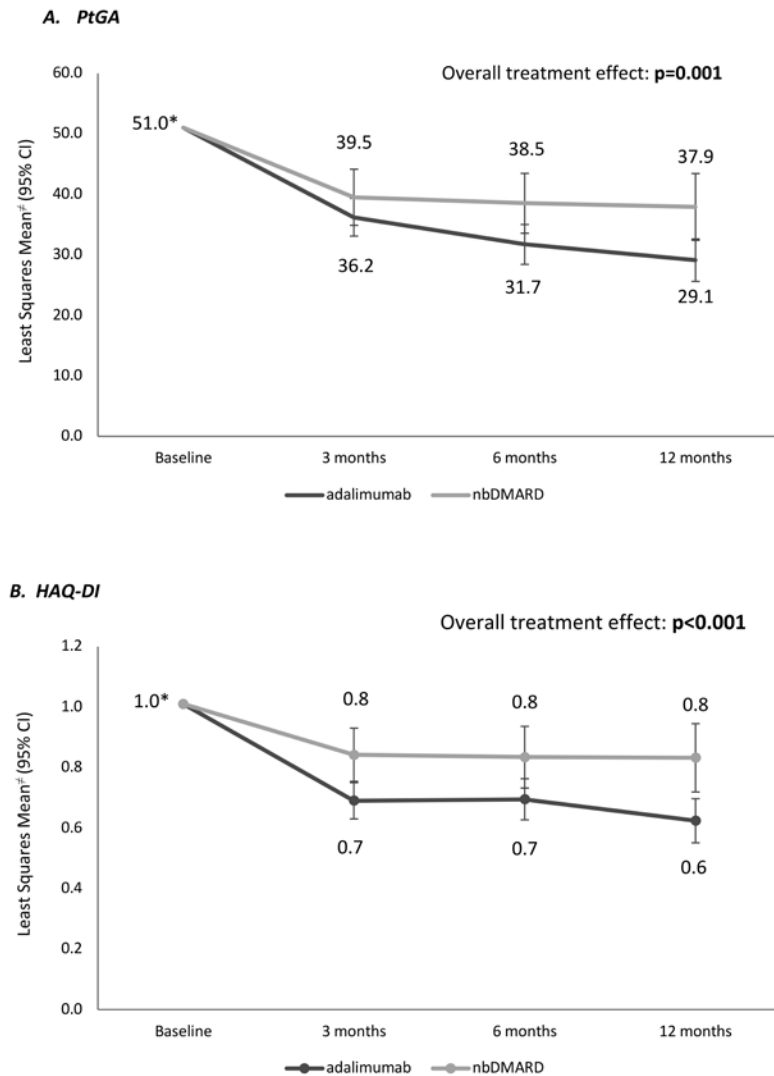 A. PtGA
Overall treatment effect: p=0.001
Least Squares Mean≠ (95% CI)
60.0
50.0
40.0
30.0
20.0
10.0
0.0
51.0*
39.5
38.5
37.9
36.2
31.7
29.1
Baseline
3 months
6 months
12 months
adalimumab
nbDMARD
B. HAQ-DI
Overall treatment effect: p<0.001
Least Squares Mean≠ (95% CI)
1.2
1.0
0.8
0.6
0.4
0.2
0.0
1.0*
0.8
0.8
0.8
0.7
0.7
0.6
Baseline
3 months
6 months
12 months
adalimumab
nbDMARD